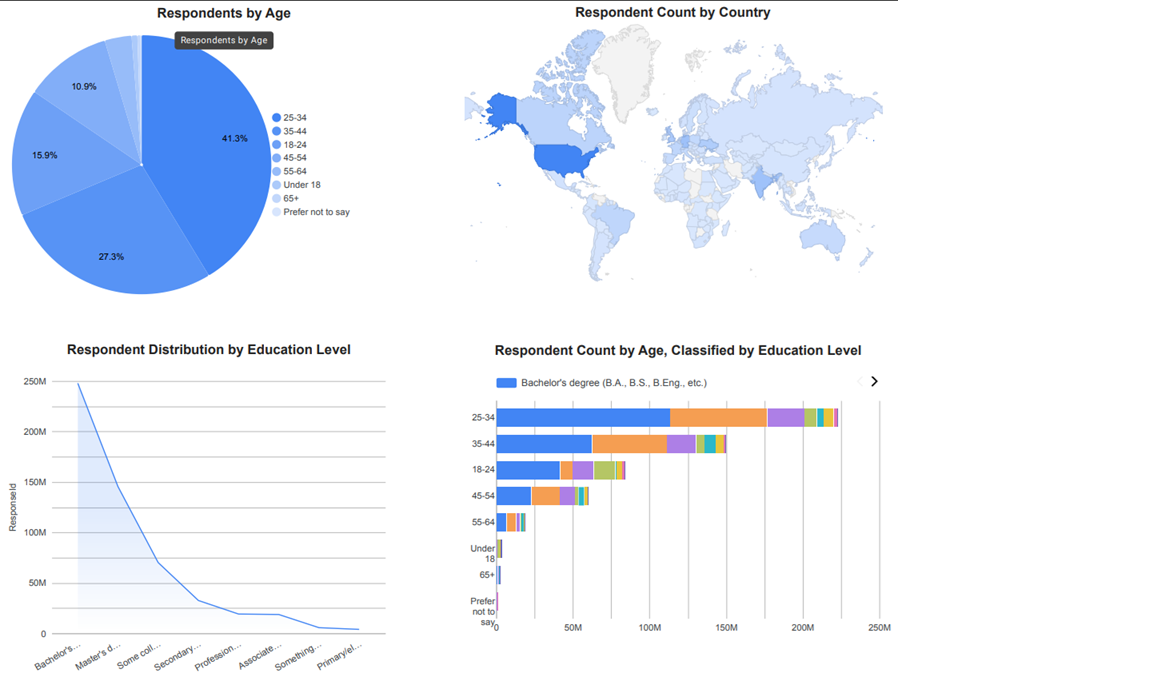 Respondents by Age
Respondents by Age
10.9%
41.3%
15.9%
27.3%
25-34
35-44
18-24
45-54
55-64
Under 18
65+
Prefer not to say
Respondent Count by Country
Respondent Distribution by Education Level
ResponseId
250M
200M
150M
100M
50M
0
Bachelor's...
Master's d...
Some coll...
Secondary...
Profession...
Associate...
Something...
Primary/el...
Respondent Count by Age, Classified by Education Level
Bachelor's degree (B.A., B.S., B.Eng., etc.)
25-34
35-44
18-24
45-54
55-64
Under
18
65+
Prefer
not to
say
0
50M
100M
150M
200M
250M